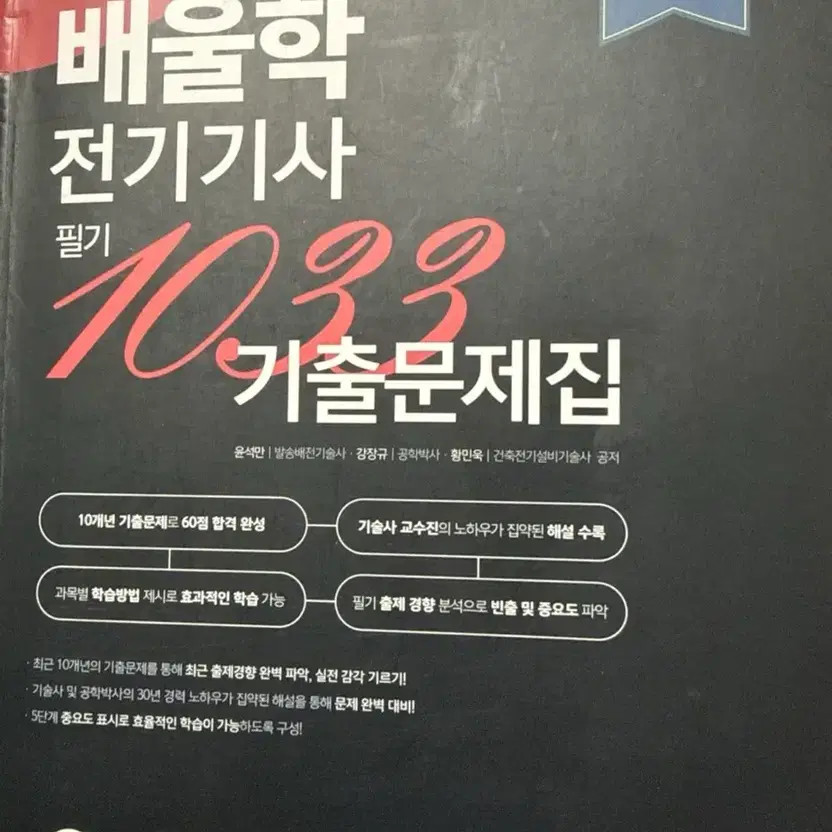 배울학
전기기사
필기
10.33
기출문제집
윤석만 | 발송배전기술사 · 강장규 | 공학박사 · 황민욱 | 건축전기설비기술사 공저
10개년 기출문제로 60점 합격 완성
기술사 교수진의 노하우가 집약된 해설 수록
과목별 학습방법 제시로 효과적인 학습 가능
필기 출제 경향 분석으로 빈출 및 중요도 파악
· 최근 10개년의 기출문제를 통해 최근 출제경향 완벽 파악, 실전 감각 기르기!
· 기술사 및 공학박사의 30년 경력 노하우가 집약된 해설을 통해 문제 완벽 대비!
· 5단계 중요도 표시로 효율적인 학습이 가능하도록 구성!